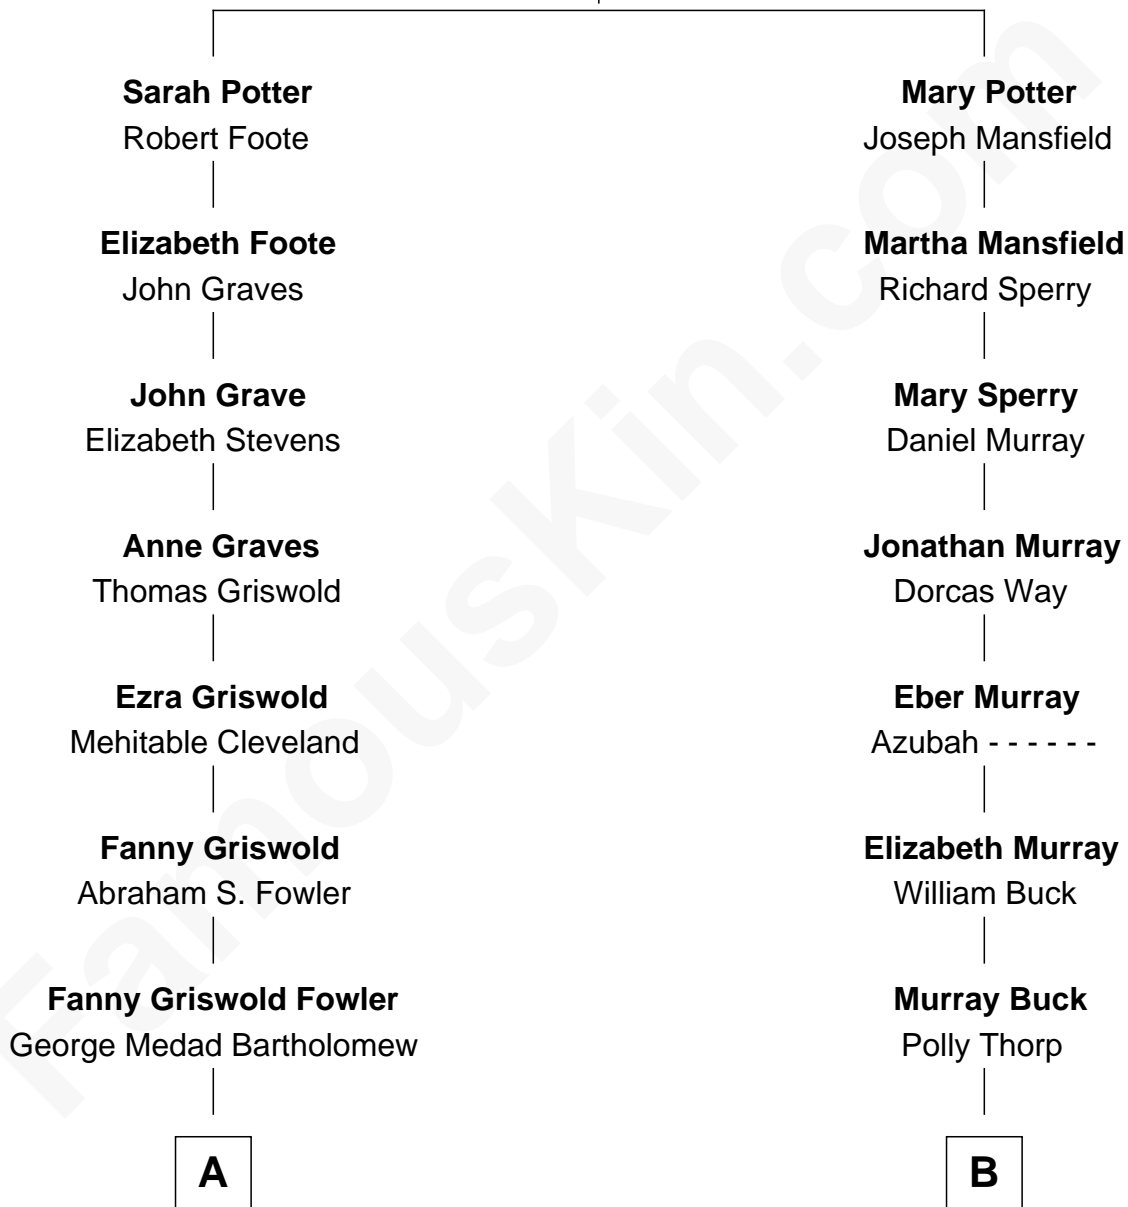 Sarah Potter
Robert Foote
Mary Potter
Joseph Mansfield
Elizabeth Foote
John Graves
Martha Mansfield
Richard Sperry
John Grave
Elizabeth Stevens
Mary Sperry
Daniel Murray
Anne Graves
Thomas Griswold
Jonathan Murray
Dorcas Way
Ezra Griswold
Mehitable Cleveland
Eber Murray
Azubah - - - - - -
Fanny Griswold
Abraham S. Fowler
Elizabeth Murray
William Buck
Fanny Griswold Fowler
George Medad Bartholomew
Murray Buck
Polly Thorp
A
B
FamousKin.com